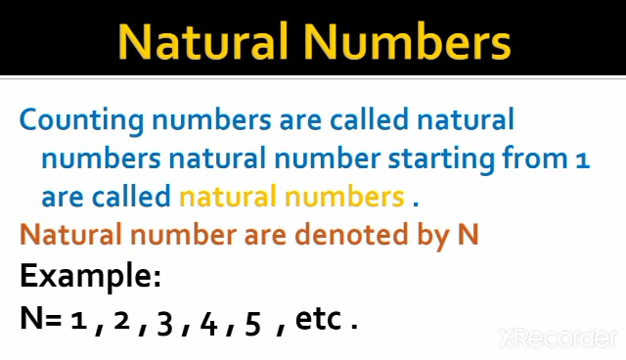 Natural Numbers
Counting numbers are called natural
numbers natural number starting from 1
are called natural numbers .
Natural number are denoted by N
Example:
N= 1 , 2 , 3 , 4 , 5 , etc .
XRecorder